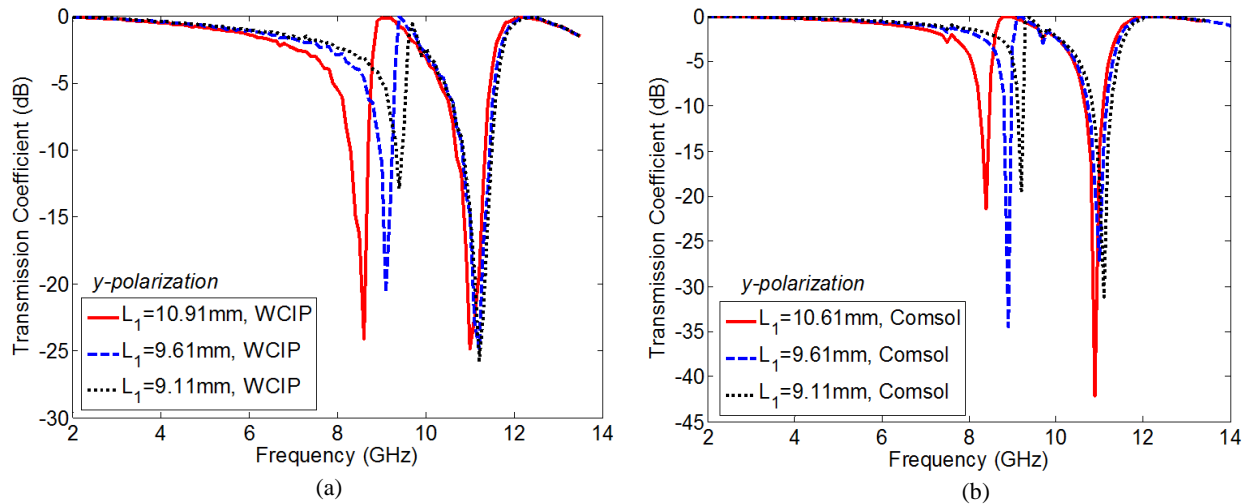 0
-5
-10
-15
-20
-25
-30
Transmission Coefficient (dB)
y-polarization
L1=10.91mm, WCIP
L1=9.61mm, WCIP
L1=9.11mm, WCIP
2 4 6 8 10 12 14
Frequency (GHz)
(a)
0
-5
-10
-15
-20
-25
-30
-35
-40
-45
Transmission Coefficient (dB)
y-polarization
L1=10.61mm, Comsol
L1=9.61mm, Comsol
L1=9.11mm, Comsol
2 4 6 8 10 12 14
Frequency (GHz)
(b)